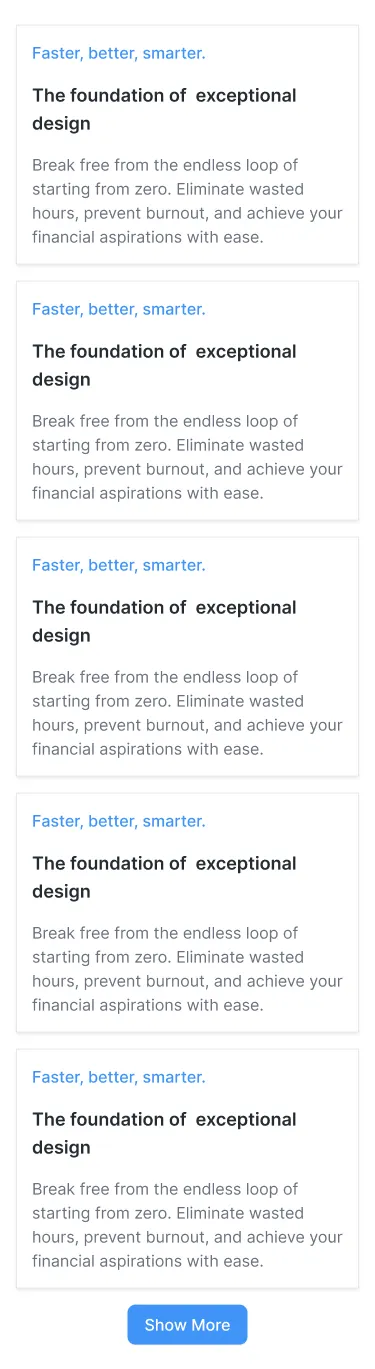 Faster, better, smarter.
The foundation of  exceptional
design
Break free from the endless loop of
starting from zero. Eliminate wasted
hours, prevent burnout, and achieve your
financial aspirations with ease.
Faster, better, smarter.
The foundation of  exceptional
design
Break free from the endless loop of
starting from zero. Eliminate wasted
hours, prevent burnout, and achieve your
financial aspirations with ease.
Faster, better, smarter.
The foundation of  exceptional
design
Break free from the endless loop of
starting from zero. Eliminate wasted
hours, prevent burnout, and achieve your
financial aspirations with ease.
Faster, better, smarter.
The foundation of  exceptional
design
Break free from the endless loop of
starting from zero. Eliminate wasted
hours, prevent burnout, and achieve your
financial aspirations with ease.
Faster, better, smarter.
The foundation of  exceptional
design
Break free from the endless loop of
starting from zero. Eliminate wasted
hours, prevent burnout, and achieve your
financial aspirations with ease.
Show More